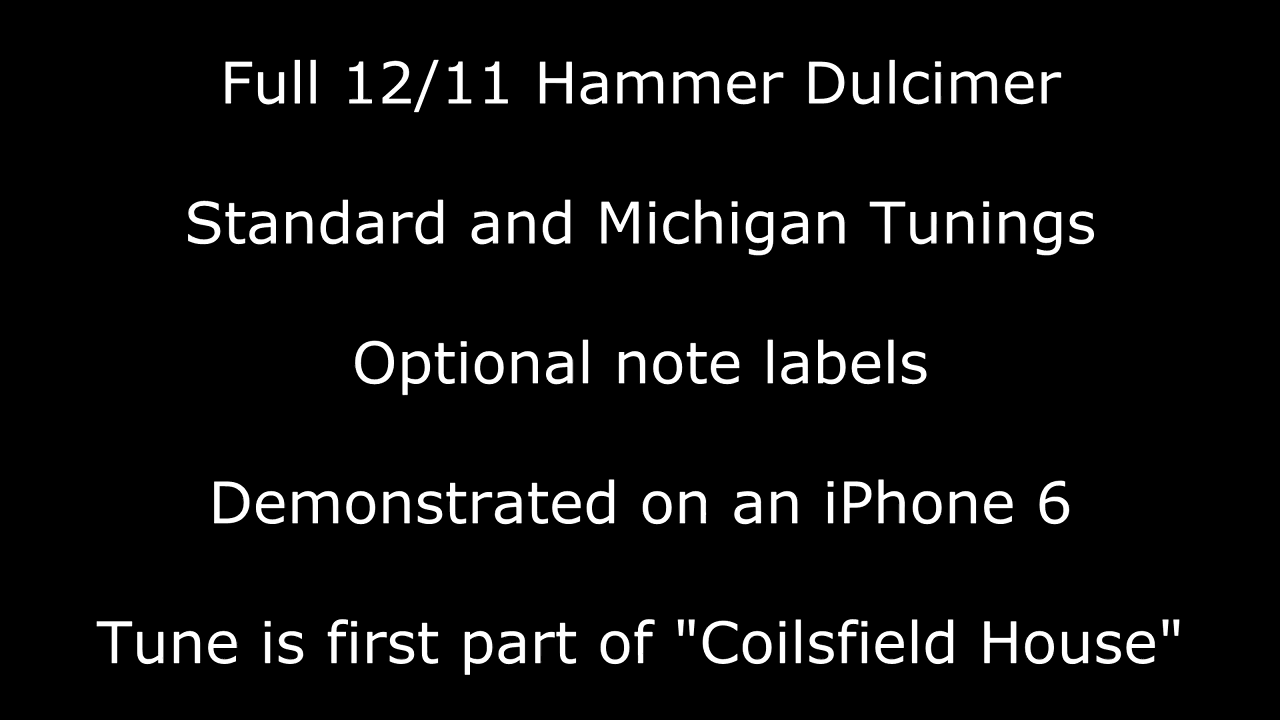 Full 12/11 Hammer Dulcimer
Standard and Michigan Tunings
Optional note labels
Demonstrated on an iPhone 6
Tune is first part of "Coilsfield House"